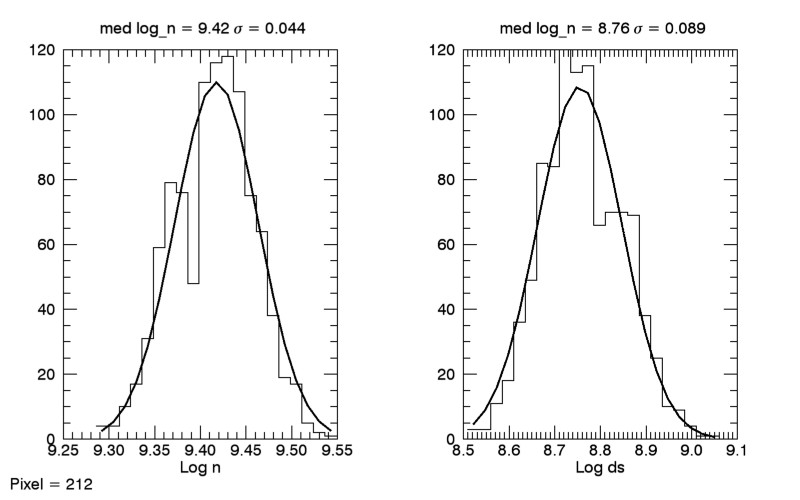 med log_n = 9.42 σ = 0.044
120
100
80
60
40
20
0
9.25 9.30 9.35 9.40 9.45 9.50 9.55
Log n
med log_n = 8.76 σ = 0.089
120
100
80
60
40
20
0
8.5 8.6 8.7 8.8 8.9 9.0 9.1
Log ds
Pixel = 212